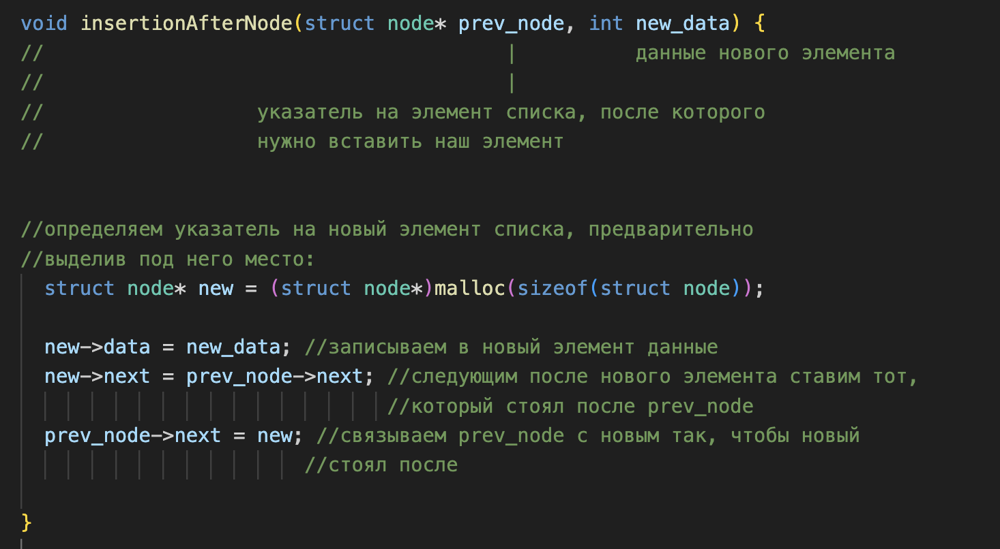 void insertionAfterNode(struct node* prev_node, int new_data) {
//                                       |          данные нового элемента
//                                       |
//                  указатель на элемент списка, после которого
//                  нужно вставить наш элемент
//определяем указатель на новый элемент списка, предварительно
//выделив под него место:
  struct node* new = (struct node*)malloc(sizeof(struct node));
  new->data = new_data; //записываем в новый элемент данные
  new->next = prev_node->next; //следующим после нового элемента ставим тот,
                               //который стоял после prev_node
  prev_node->next = new; //связываем prev_node с новым так, чтобы новый
                        //стоял после
}